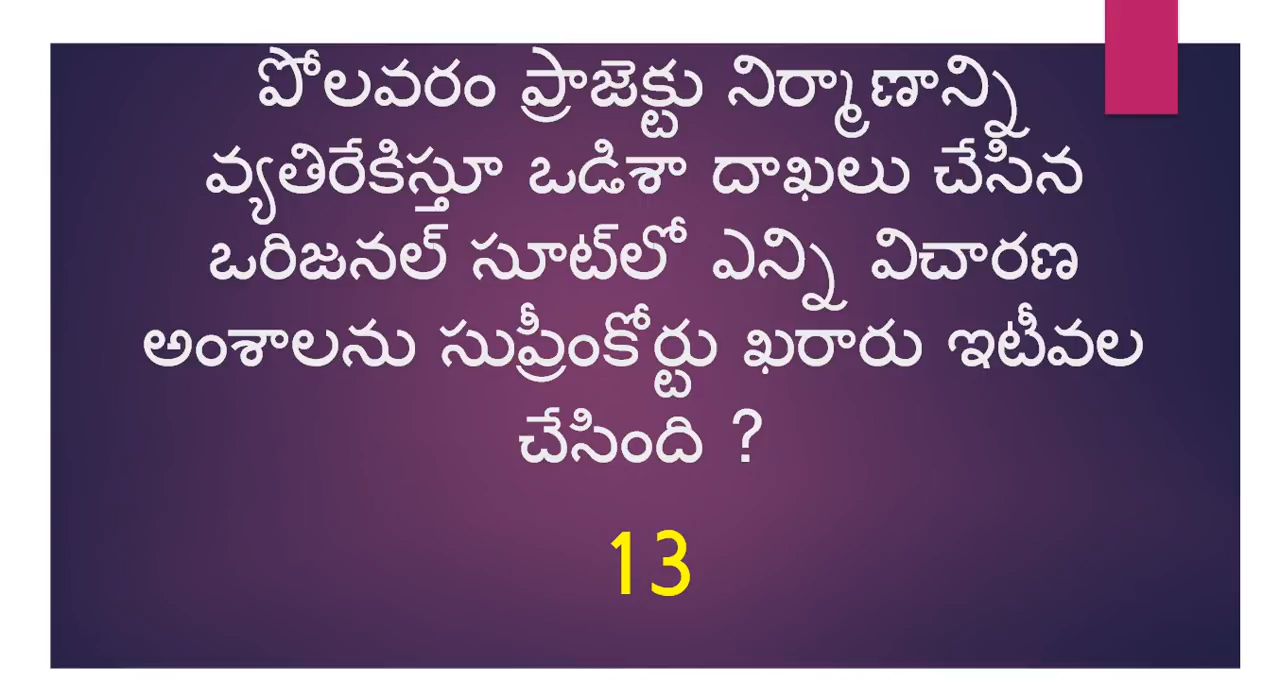 పోలవరం ప్రాజెక్టు నిర్మాణాన్ని
వ్యతిరేకిస్తూ ఒడిశా దాఖలు చేసిన
ఒరిజనల్ సూట్‌లో ఎన్ని విచారణ
అంశాలను సుప్రీంకోర్టు ఖరారు ఇటీవల
చేసింది ?
13